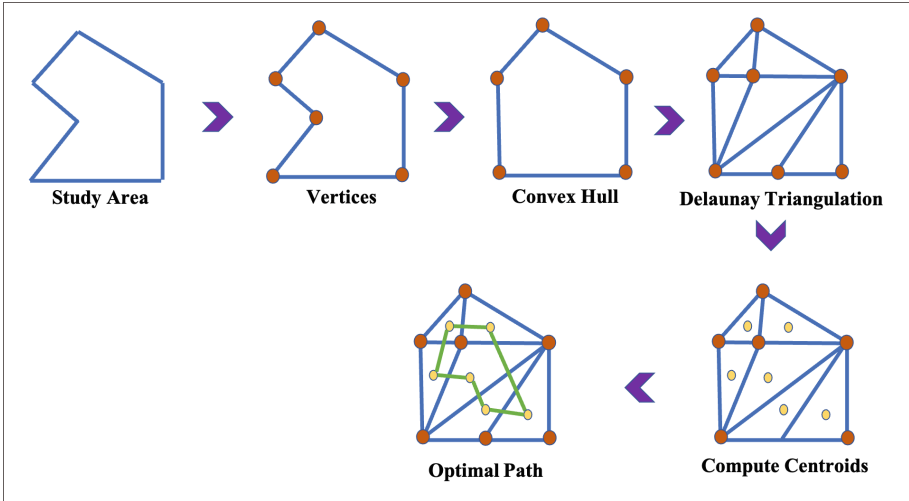 Study Area
Vertices
Convex Hull
Delaunay Triangulation
Optimal Path
Compute Centroids